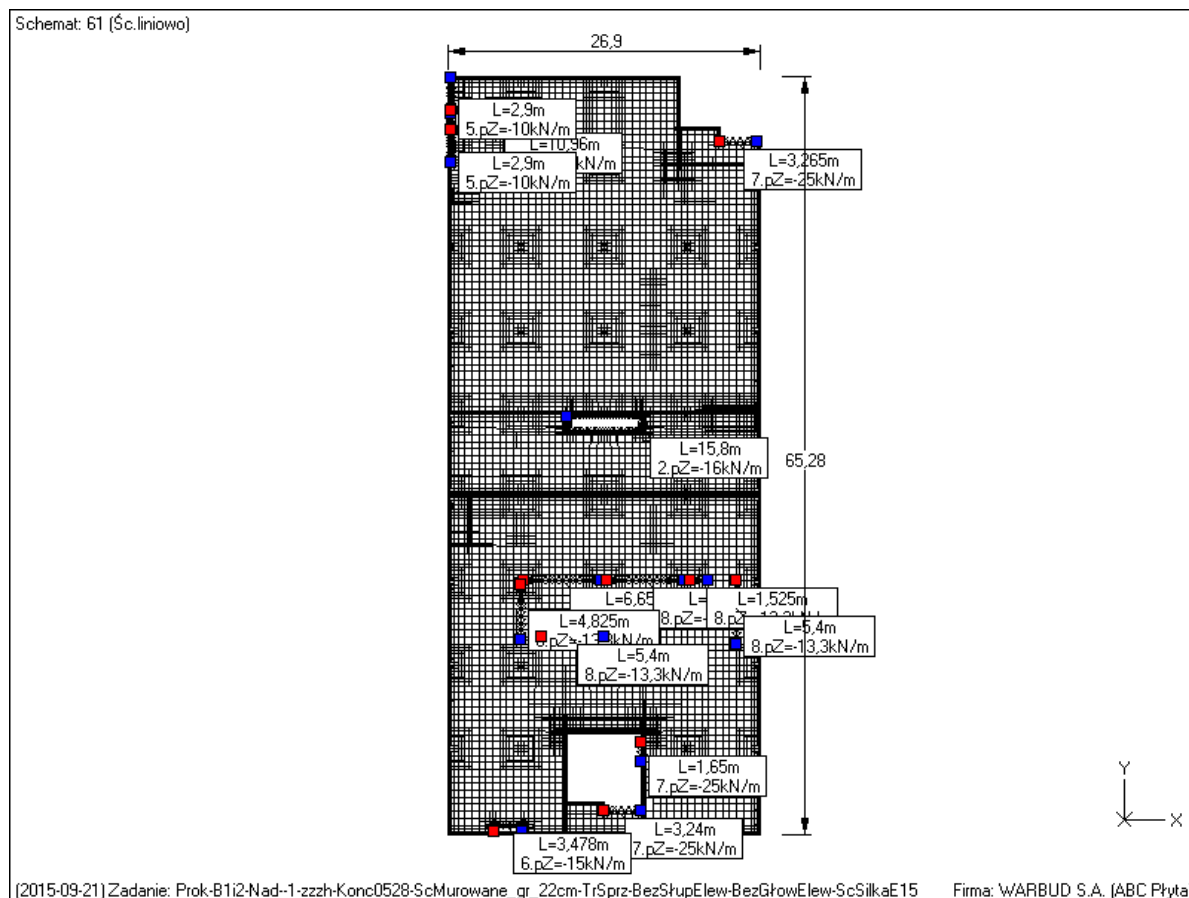 Schemat: 61 (Śc.liniowo)
26,9
L=2,9m
5.pZ=-10kN/m
L=10,96m
kN/m
L=2,9m
5.pZ=-10kN/m
L=3,265m
7.pZ=-25kN/m
L=15,8m
2.pZ=-16kN/m
65,28
L=6,65
L=
8.pZ=-
L=1,525m
L=4,825m
L=5,4m
8.pZ=-13,3kN/m
L=5,4m
8.pZ=-13,3kN/m
L=1,65m
7.pZ=-25kN/m
L=3,24m
7.pZ=-25kN/m
L=3,478m
6.pZ=-15kN/m
Y
X
(2015-09-21) Zadanie: Prok-B1i2-Nad--1-zzzh-Konc0528-ScMurowane_gr_22cm-TrSprz-BezSłupElew-BezGłowElew-ScSilkaE15 Firma: WARBUD S.A. (ABC Płyta